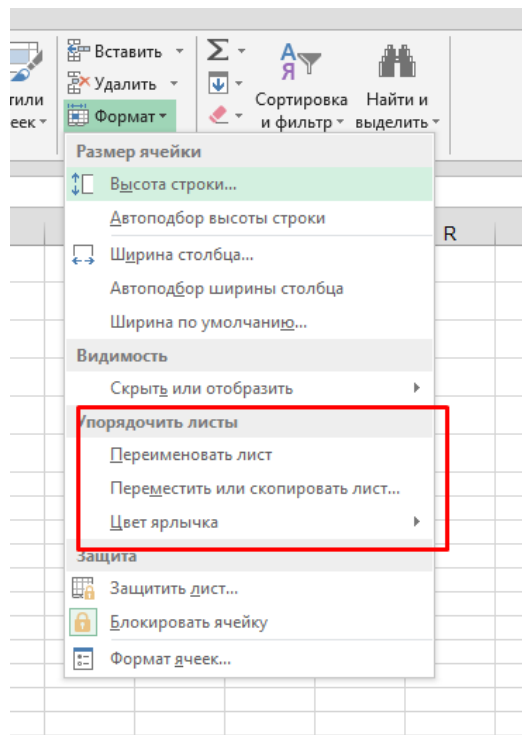 Вставить
Удалить
Формат
тили
еек
Σ
А
Я
Сортировка
и фильтр
Найти и
выделить
Размер ячейки
Высота строки...
Автоподбор высоты строки
Ширина столбца...
Автоподбор ширины столбца
Ширина по умолчанию...
Видимость
Скрыть или отобразить
Упорядочить листы
Переименовать лист
Переместить или скопировать лист...
Цвет ярлычка
Защита
Защитить лист...
Блокировать ячейку
Формат ячеек...
R